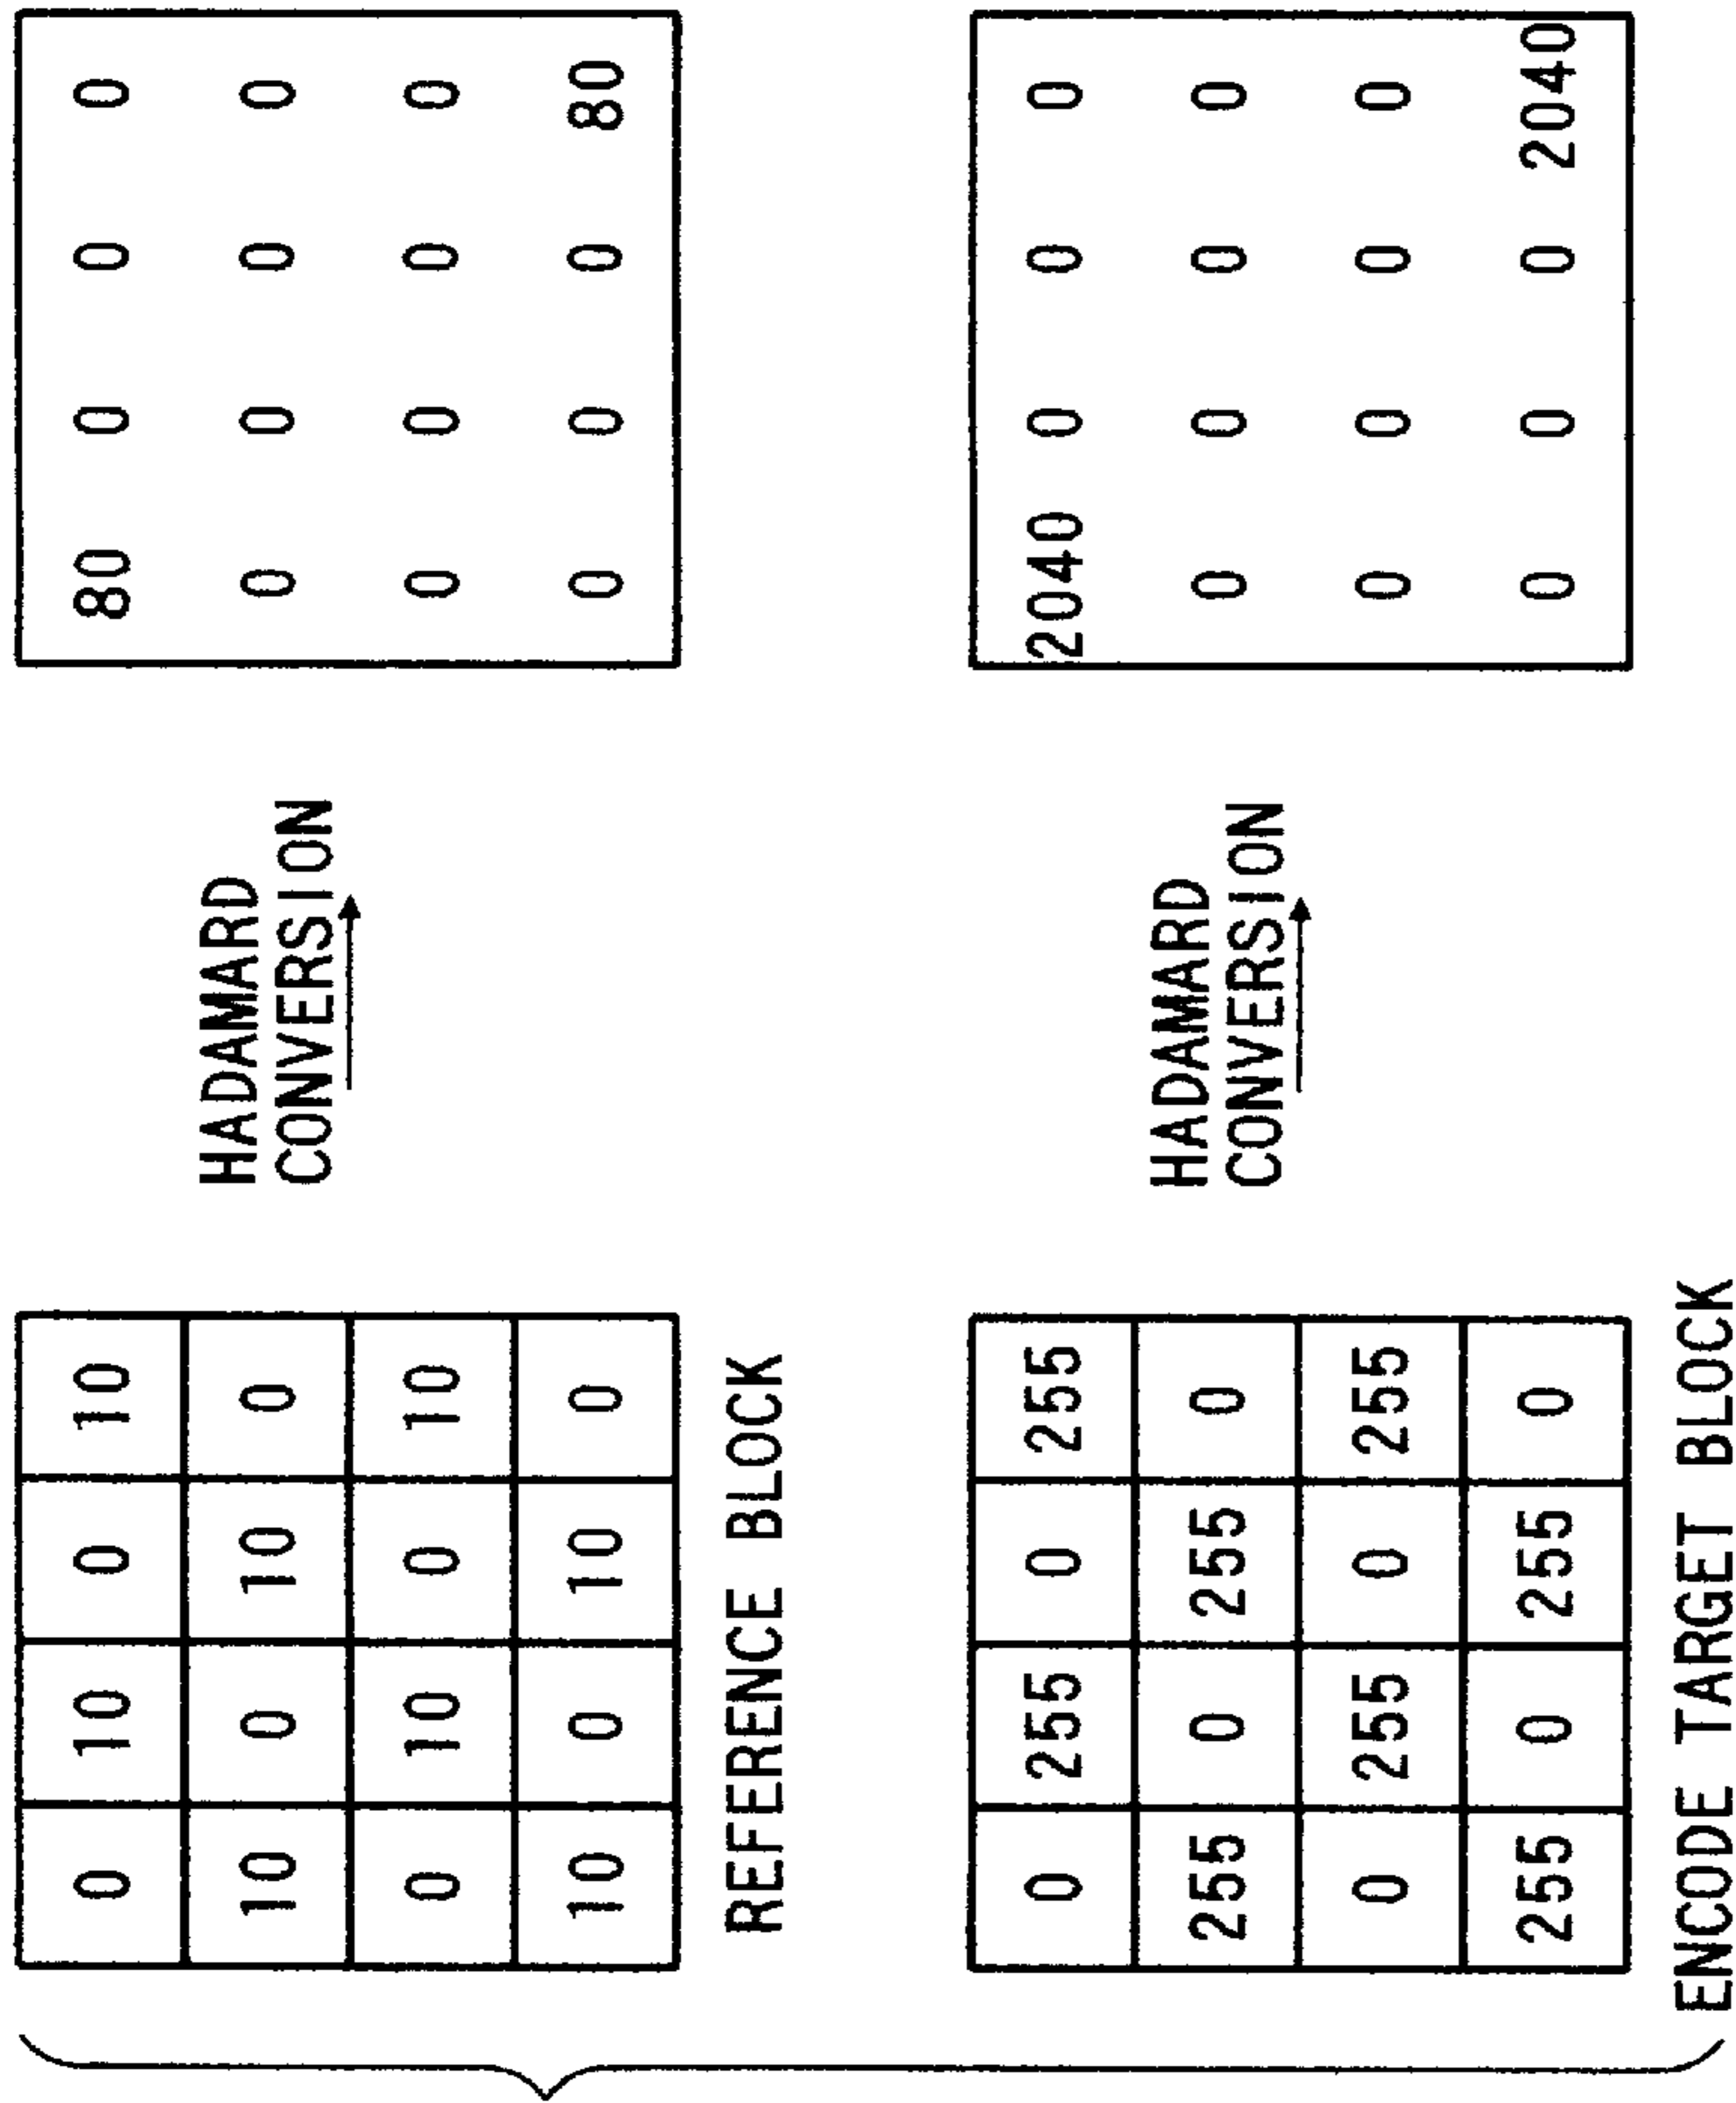 0 10 0 10
10 0 10 0
0 10 0 10
10 0 10 0
REFERENCE BLOCK
HADAMARD
CONVERSION
80 0 0 0
0 0 0 0
0 0 0 0
0 0 0 80
0 255 0 255
255 0 255 0
0 255 0 255
255 0 255 0
ENCODE TARGET BLOCK
HADAMARD
CONVERSION
2040 0 0 0
0 0 0 0
0 0 0 0
0 0 0 2040